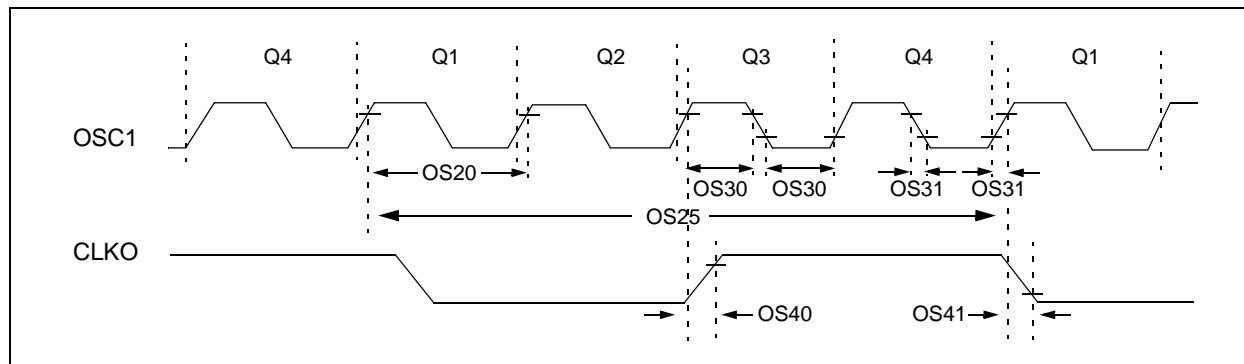 Q4 Q1 Q2 Q3 Q4 Q1
OSC1
OS20 OS30 OS30 OS31 OS31
OS25
CLKO
OS40 OS41